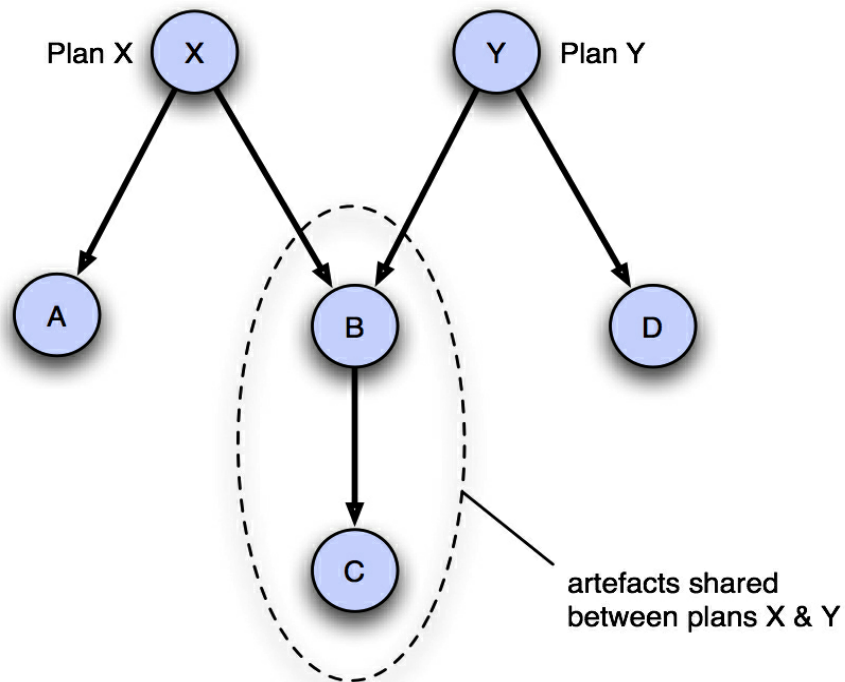 Plan X
X
Y
Plan Y
A
B
D
C
artefacts shared
between plans X & Y